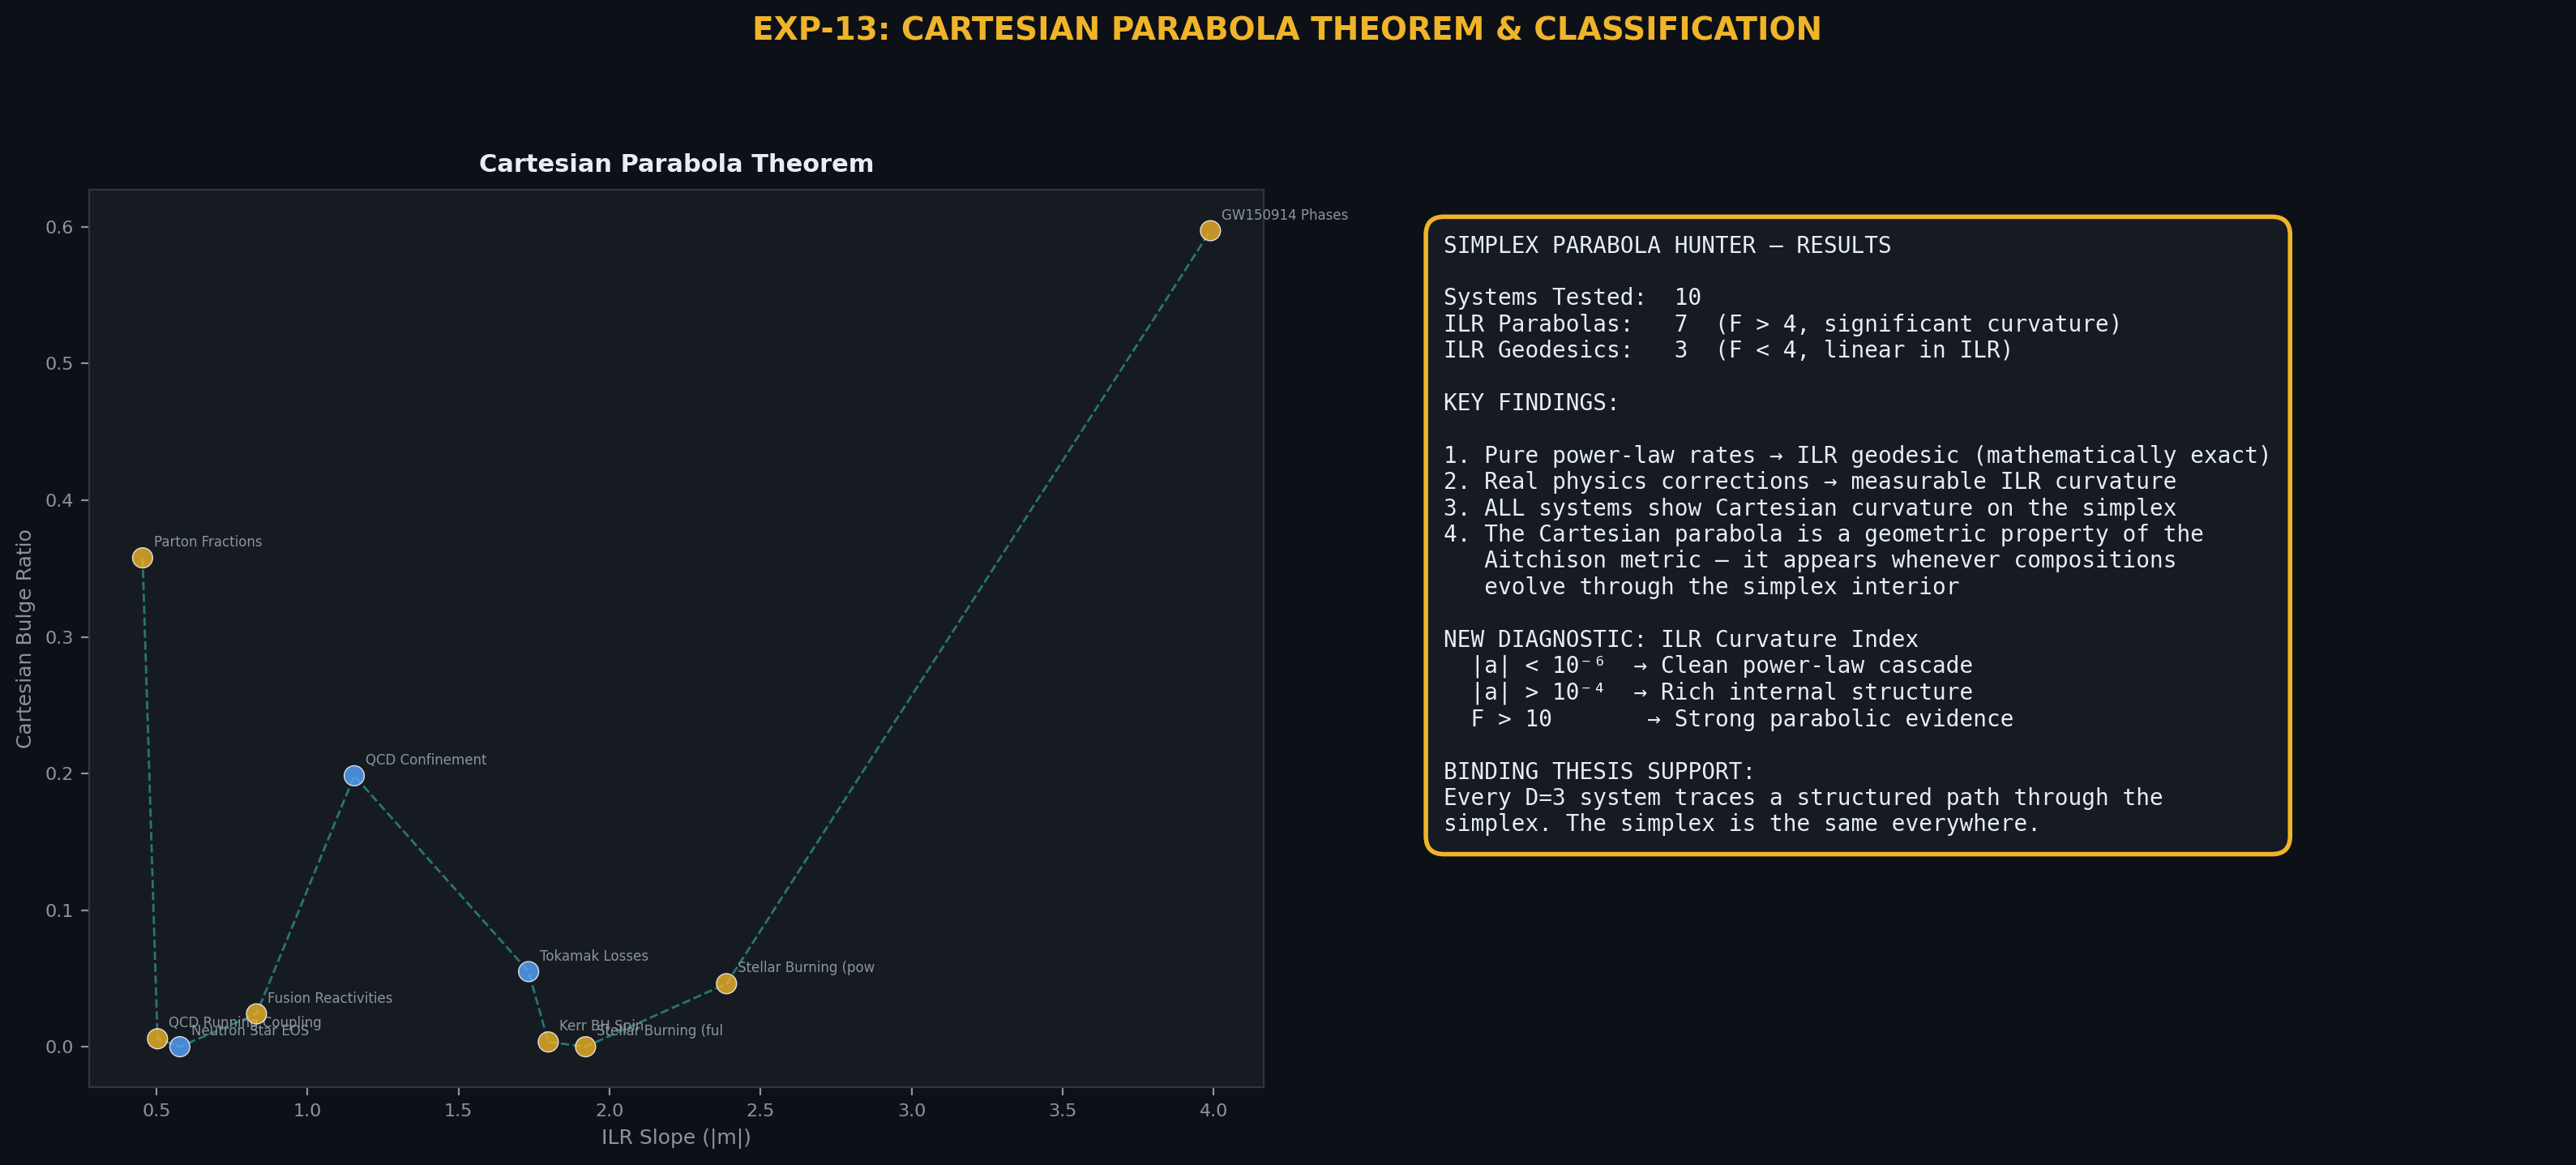 EXP-13: CARTESIAN PARABOLA THEOREM & CLASSIFICATION
Cartesian Parabola Theorem
Cartesian Bulge Ratio
0.6
0.5
0.4
0.3
0.2
0.1
0.0
GW150914 Phases
Parton Fractions
QCD Confinement
Tokamak Losses
Stellar Burning (pow
Fusion Reactivities
QCD Running Coupling
Neutron Star EOS
Kerr BH Spin
Stellar Burning (ful
0.5 1.0 1.5 2.0 2.5 3.0 3.5 4.0
ILR Slope (|m|)
SIMPLEX PARABOLA HUNTER — RESULTS
Systems Tested: 10
ILR Parabolas: 7 (F > 4, significant curvature)
ILR Geodesics: 3 (F < 4, linear in ILR)
KEY FINDINGS:
1. Pure power-law rates → ILR geodesic (mathematically exact)
2. Real physics corrections → measurable ILR curvature
3. ALL systems show Cartesian curvature on the simplex
4. The Cartesian parabola is a geometric property of the
Aitchison metric — it appears whenever compositions
evolve through the simplex interior
NEW DIAGNOSTIC: ILR Curvature Index
|a| < 10⁻⁶ → Clean power-law cascade
|a| > 10⁻⁴ → Rich internal structure
F > 10 → Strong parabolic evidence
BINDING THESIS SUPPORT:
Every D=3 system traces a structured path through the
simplex. The simplex is the same everywhere.